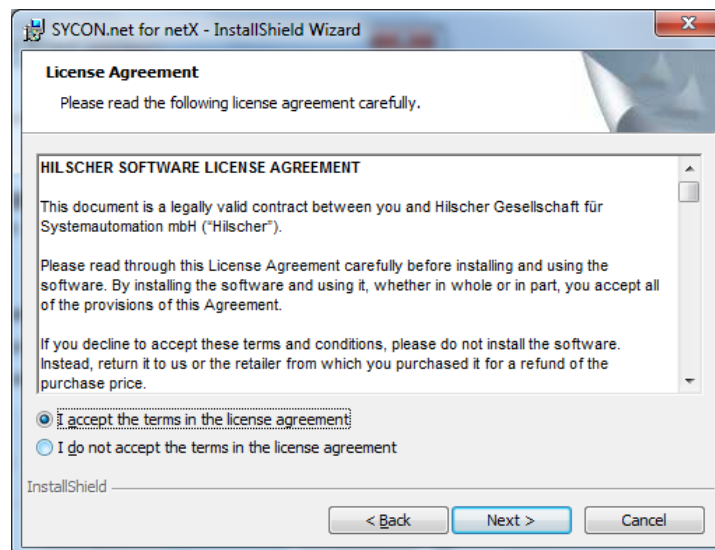 SYCON.net for netX - InstallShield Wizard
License Agreement
Please read the following license agreement carefully.
HILSCHER SOFTWARE LICENSE AGREEMENT
This document is a legally valid contract between you and Hilscher Gesellschaft für
Systemautomation mbH (“Hilscher”).
Please read through this License Agreement carefully before installing and using the
software. By installing the software and using it, whether in whole or in part, you accept all
of the provisions of this Agreement.
If you decline to accept these terms and conditions, please do not install the software.
Instead, return it to us or the retailer from which you purchased it for a refund of the
purchase price.
I accept the terms in the license agreement
I do not accept the terms in the license agreement
InstallShield
< Back
Next >
Cancel